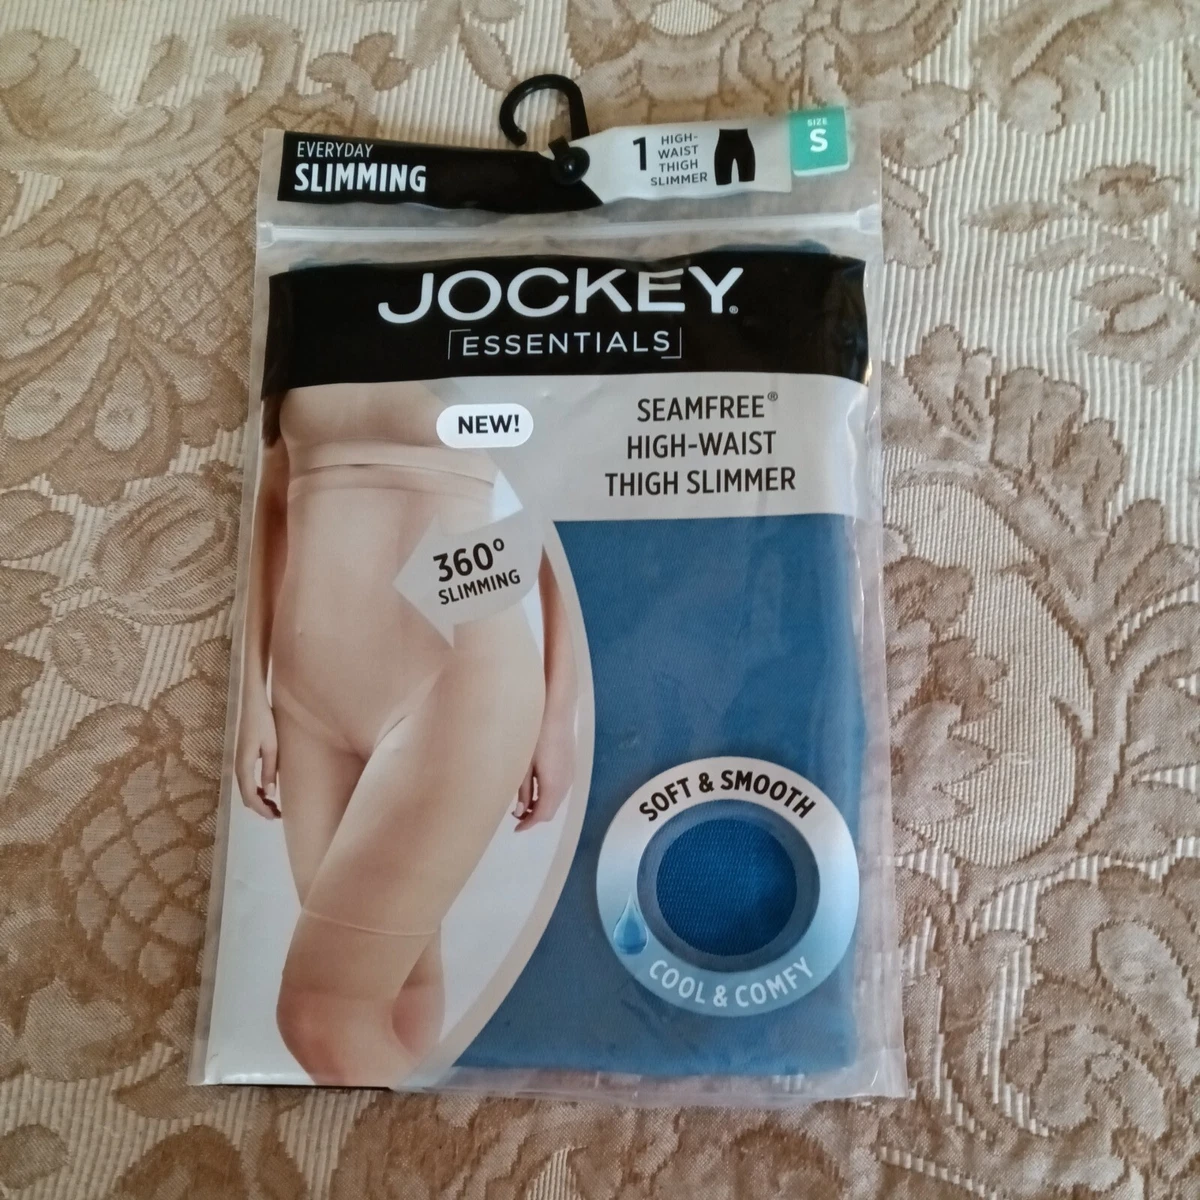 EVERYDAY
SLIMMING
1 HIGH-
WAIST
THIGH
SLIMMER
SIZE
S
JOCKEY®
ESSENTIALS
NEW!
SEAMFREE®
HIGH-WAIST
THIGH SLIMMER
360°
SLIMMING
SOFT & SMOOTH
COOL & COMFY